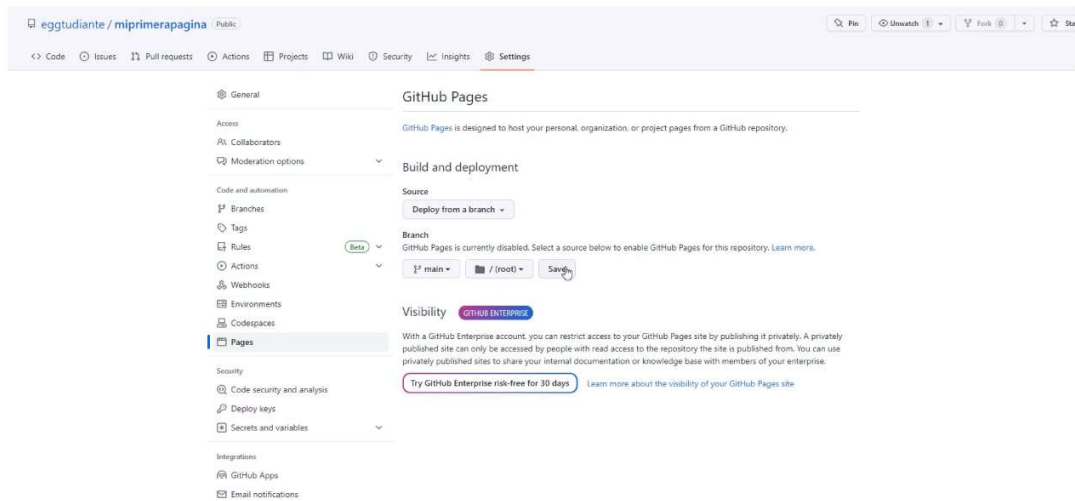 eggtudiante / miprimerapagina Public
Pin Unwatch 1 Fork 0
Code Issues Pull requests Actions Projects Wiki Security Insights Settings
General
Access
Collaborators
Moderation options
Code and automation
Branches
Tags
Rules Beta
Actions
Webhooks
Environments
Codespaces
Pages
Security
Code security and analysis
Deploy keys
Secrets and variables
Integrations
GitHub Apps
Email notifications
GitHub Pages
GitHub Pages is designed to host your personal, organization, or project pages from a GitHub repository.
Build and deployment
Source
Deploy from a branch
Branch
GitHub Pages is currently disabled. Select a source below to enable GitHub Pages for this repository. Learn more.
main / (root) Save
Visibility GITHUB ENTERPRISE
With a GitHub Enterprise account, you can restrict access to your GitHub Pages site by publishing it privately. A privately
published site can only be accessed by people with read access to the repository the site is published from. You can use
privately published sites to share your internal documentation or knowledge base with members of your enterprise.
Try GitHub Enterprise risk-free for 30 days Learn more about the visibility of your GitHub Pages site